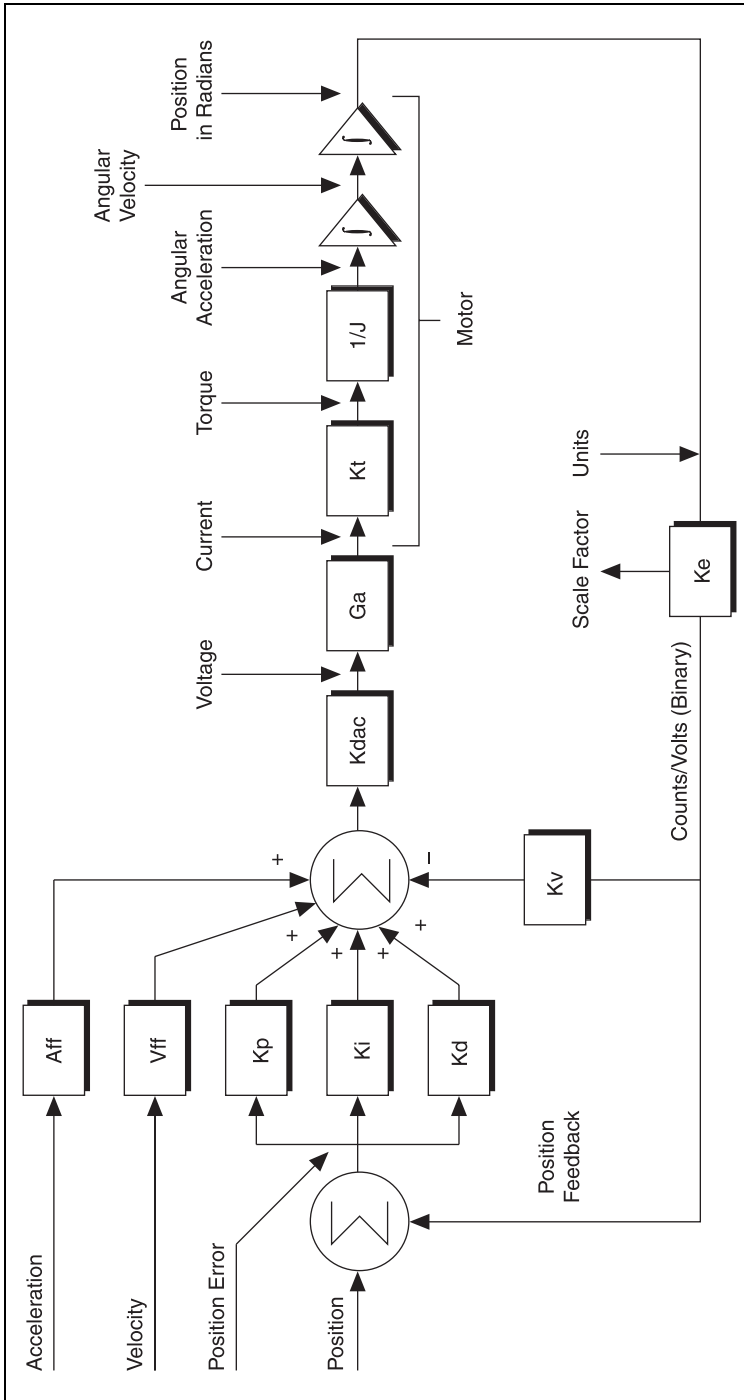 Acceleration
Velocity
Position Error
Position
Aff
Vff
Kp
Ki
Kd
Σ
Σ
+
+
+
+
+
−
Kv
Position
Feedback
Kdac
Voltage
Ga
Current
Kt
Torque
1/J
Angular
Acceleration
∫
Angular
Velocity
∫
Position
in Radians
Motor
Units
Scale Factor
Ke
Counts/Volts (Binary)